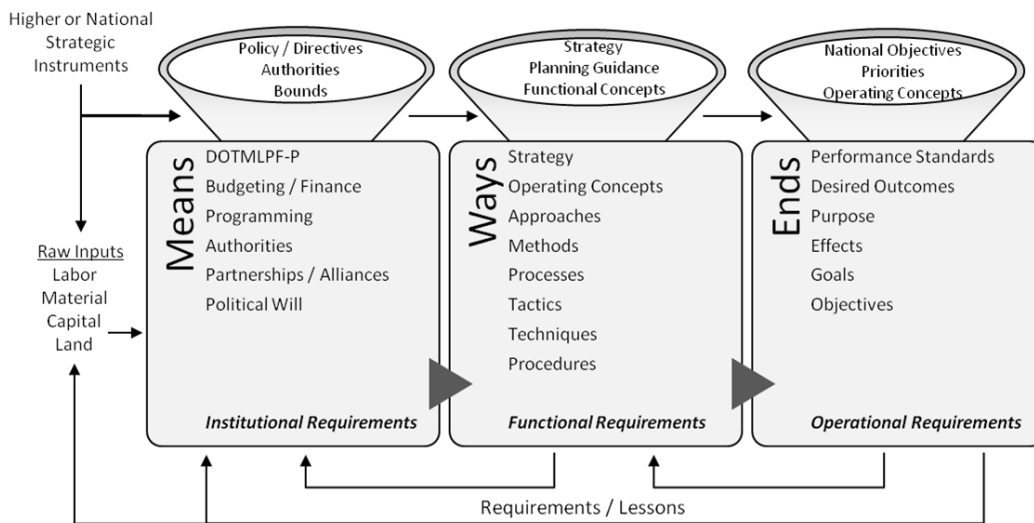 Higher or National
Strategic
Instruments
Policy / Directives
Authorities
Bounds
Strategy
Planning Guidance
Functional Concepts
National Objectives
Priorities
Operating Concepts
Raw Inputs
Labor
Material
Capital
Land
Means
DOTMLPF-P
Budgeting / Finance
Programming
Authorities
Partnerships / Alliances
Political Will
Institutional Requirements
Ways
Strategy
Operating Concepts
Approaches
Methods
Processes
Tactics
Techniques
Procedures
Functional Requirements
Ends
Performance Standards
Desired Outcomes
Purpose
Effects
Goals
Objectives
Operational Requirements
Requirements / Lessons